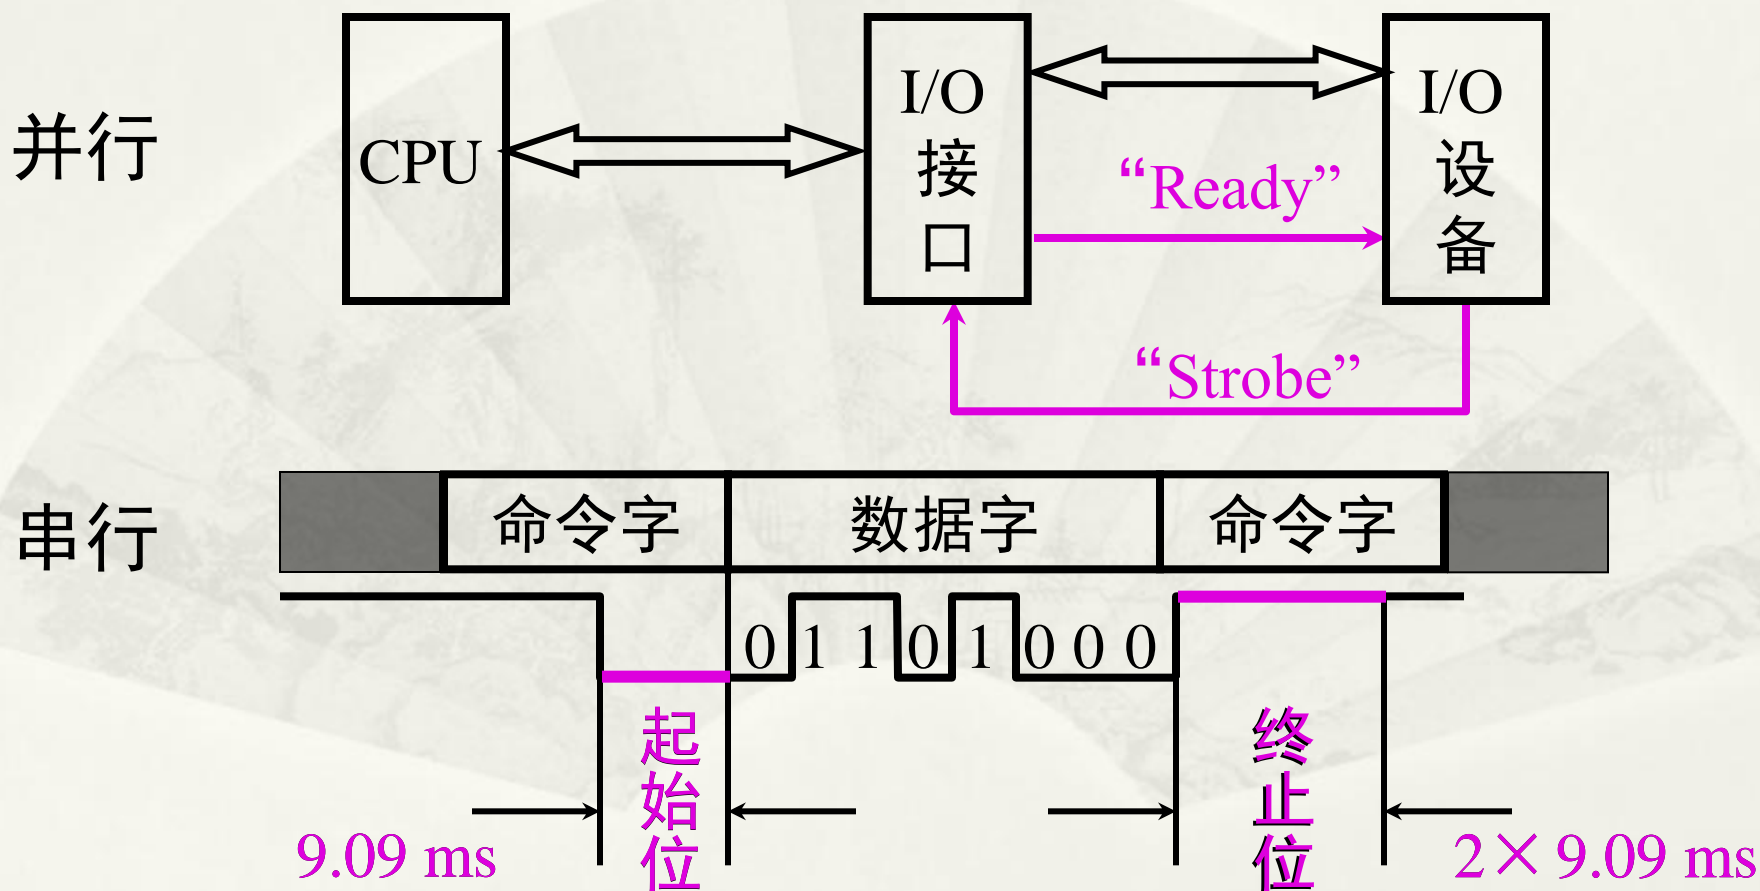 并行
CPU
I/O
接
口
“Ready”
I/O
设
备
“Strobe”
串行
命令字 数据字 命令字
0 1 1 0 1 0 0 0
起
始
位
终
止
位
9.09 ms
2×9.09 ms